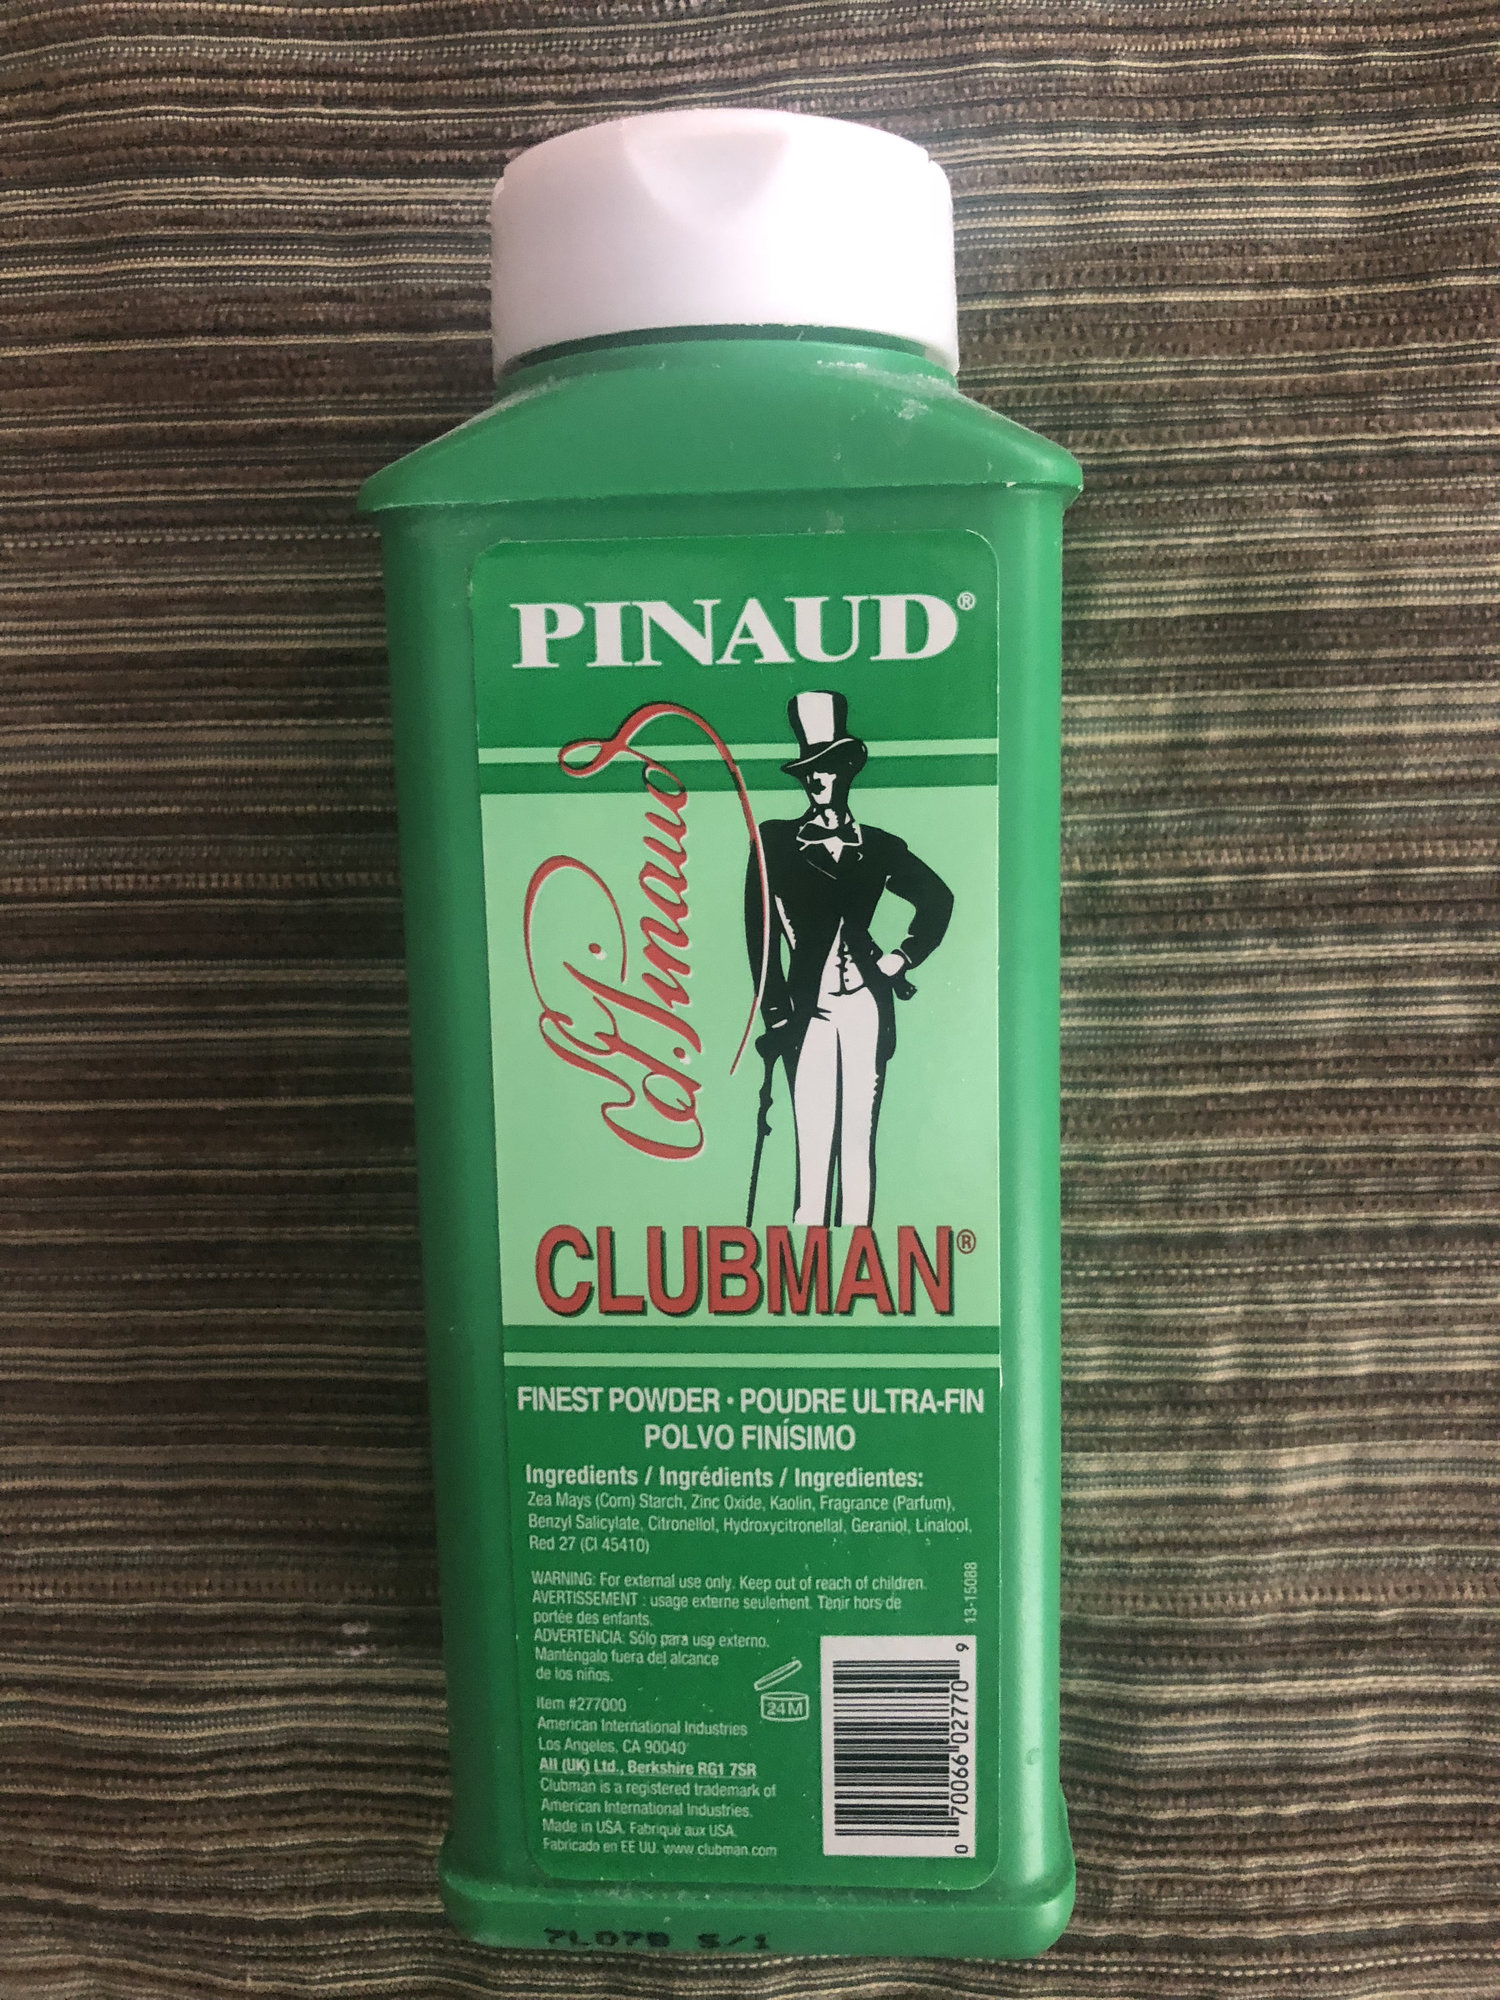 PINAUD®
Ed. Pinaud
CLUBMAN®
FINEST POWDER • POUDRE ULTRA-FIN
POLVO FINÍSIMO
Ingredients / Ingrédients / Ingredientes:
Zea Mays (Corn) Starch, Zinc Oxide, Kaolin, Fragrance (Parfum),
Benzyl Salicylate, Citronellol, Hydroxycitronellal, Geraniol, Linalool,
Red 27 (CI 45410)
WARNING: For external use only. Keep out of reach of children.
AVERTISSEMENT : usage externe seulement. Tenir hors de
portée des enfants.
ADVERTENCIA: Sólo para uso externo.
Manténgalo fuera del alcance
de los niños.
Item #277000
American International Industries
Los Angeles, CA 90040
AII (UK) Ltd., Berkshire RG1 7SR
Clubman is a registered trademark of
American International Industries.
Made in USA. Fabriqué aux USA.
Fabricado en EE UU. www.clubman.com
24M
13-15088
0 70066 02770 9
7L078 S/1